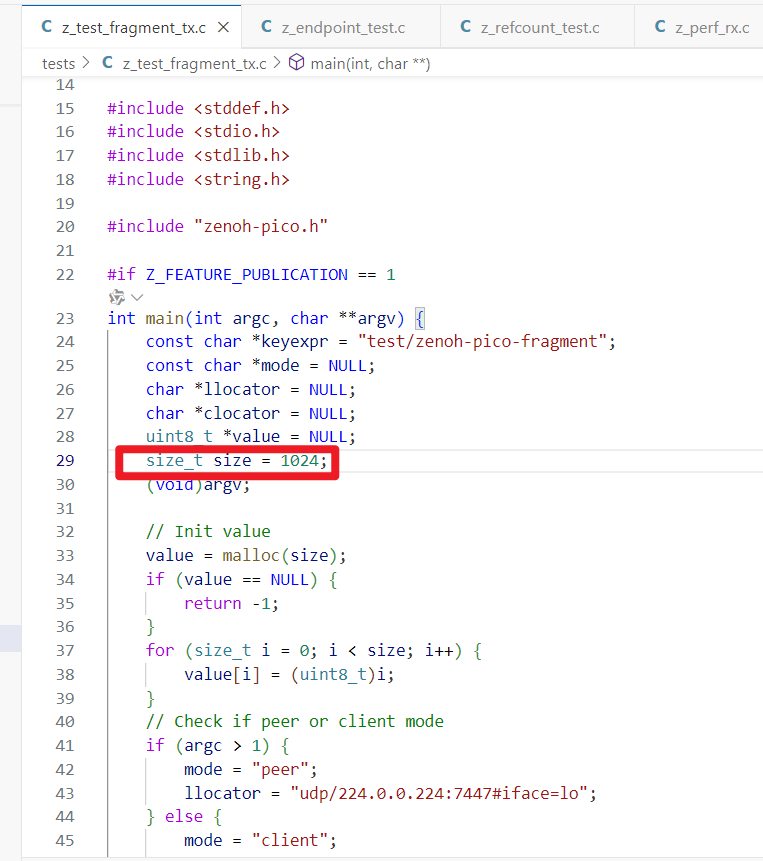 C z_test_fragment_tx.c ×
C z_endpoint_test.c
C z_refcount_test.c
C z_perf_rx.c
tests > C z_test_fragment_tx.c > main(int, char **)
14
15 #include <stddef.h>
16 #include <stdio.h>
17 #include <stdlib.h>
18 #include <string.h>
19
20 #include "zenoh-pico.h"
21
22 #if Z_FEATURE_PUBLICATION == 1
23 int main(int argc, char **argv) {
24 const char *keyexpr = "test/zenoh-pico-fragment";
25 const char *mode = NULL;
26 char *llocator = NULL;
27 char *clocator = NULL;
28 uint8_t *value = NULL;
29 size_t size = 1024;
30 (void)argv;
31
32 // Init value
33 value = malloc(size);
34 if (value == NULL) {
35 return -1;
36 }
37 for (size_t i = 0; i < size; i++) {
38 value[i] = (uint8_t)i;
39 }
40 // Check if peer or client mode
41 if (argc > 1) {
42 mode = "peer";
43 llocator = "udp/224.0.0.224:7447#iface=lo";
44 } else {
45 mode = "client";